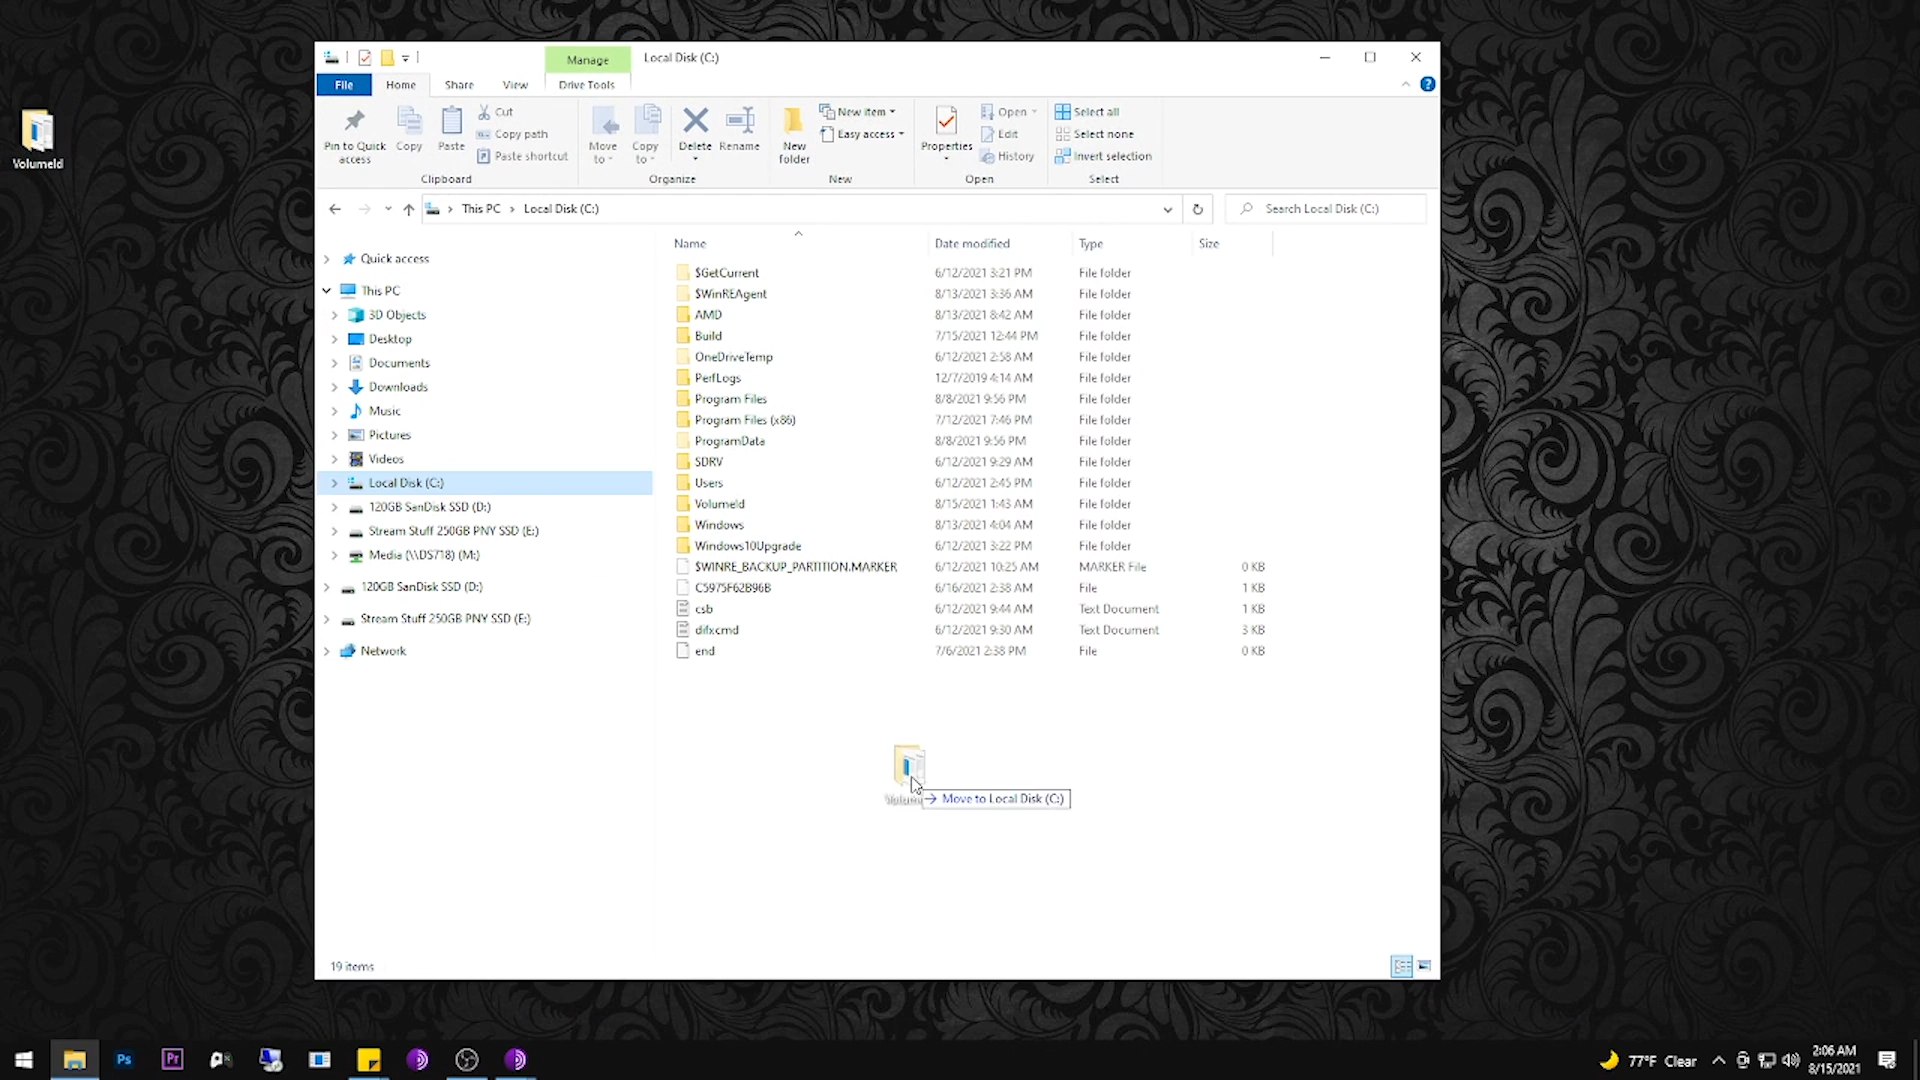 VolumeId
Manage
Local Disk (C:)
File
Home
Share
View
Drive Tools
Pin to Quick access
Copy
Paste
Cut
Copy path
Paste shortcut
Move to
Copy to
Delete
Rename
New folder
New item
Easy access
Properties
Open
Edit
History
Select all
Select none
Invert selection
Clipboard
Organize
New
Open
Select
This PC > Local Disk (C:)
Search Local Disk (C:)
Quick access
This PC
3D Objects
Desktop
Documents
Downloads
Music
Pictures
Videos
Local Disk (C:)
120GB SanDisk SSD (D:)
Stream Stuff 250GB PNY SSD (E:)
Media (\\DS718) (M:)
120GB SanDisk SSD (D:)
Stream Stuff 250GB PNY SSD (E:)
Network
Name Date modified Type Size
$GetCurrent 6/12/2021 3:21 PM File folder
$WinREAgent 8/13/2021 3:36 AM File folder
AMD 8/13/2021 8:42 AM File folder
Build 7/15/2021 12:44 PM File folder
OneDriveTemp 6/12/2021 2:58 AM File folder
PerfLogs 12/7/2019 4:14 AM File folder
Program Files 8/8/2021 9:56 PM File folder
Program Files (x86) 7/12/2021 7:46 PM File folder
ProgramData 8/8/2021 9:56 PM File folder
SDRV 6/12/2021 9:29 AM File folder
Users 6/12/2021 2:45 PM File folder
VolumeId 8/15/2021 1:43 AM File folder
Windows 8/13/2021 4:04 AM File folder
Windows10Upgrade 6/12/2021 3:22 PM File folder
$WINRE_BACKUP_PARTITION.MARKER 6/12/2021 10:25 AM MARKER File 0 KB
C5975F62B96B 6/16/2021 2:38 AM File 1 KB
csb 6/12/2021 9:44 AM Text Document 1 KB
difxcmd 6/12/2021 9:30 AM Text Document 3 KB
end 7/6/2021 2:38 PM File 0 KB
Volum
Move to Local Disk (C:)
19 items
Ps
Pr
77°F Clear
2:06 AM
8/15/2021